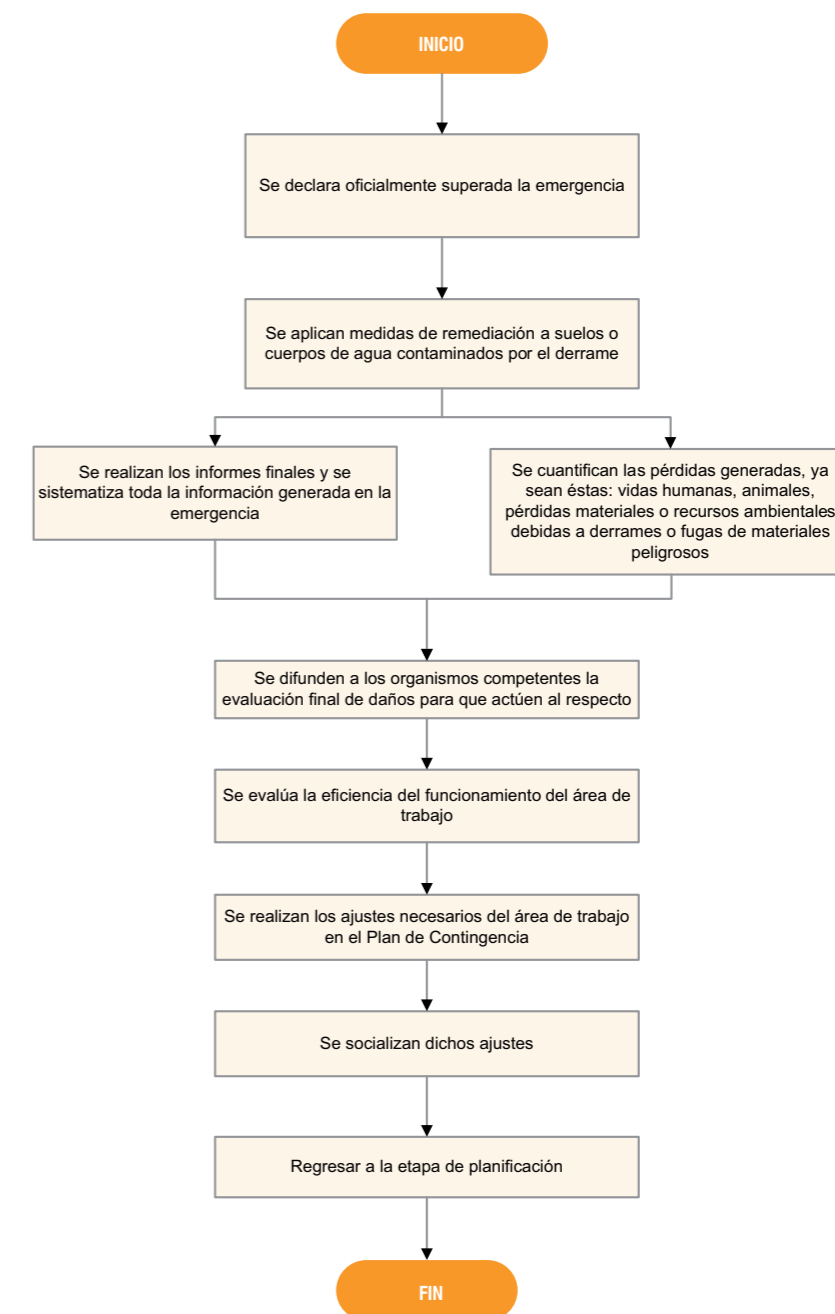 INICIO
Se declara oficialmente superada la emergencia
Se aplican medidas de remediación a suelos o
cuerpos de agua contaminados por el derrame
Se realizan los informes finales y se
sistematiza toda la información generada en la
emergencia
Se cuantifican las pérdidas generadas, ya
sean éstas: vidas humanas, animales,
pérdidas materiales o recursos ambientales
debidas a derrames o fugas de materiales
peligrosos
Se difunden a los organismos competentes la
evaluación final de daños para que actúen al respecto
Se evalúa la eficiencia del funcionamiento del área de
trabajo
Se realizan los ajustes necesarios del área de trabajo
en el Plan de Contingencia
Se socializan dichos ajustes
Regresar a la etapa de planificación
FIN